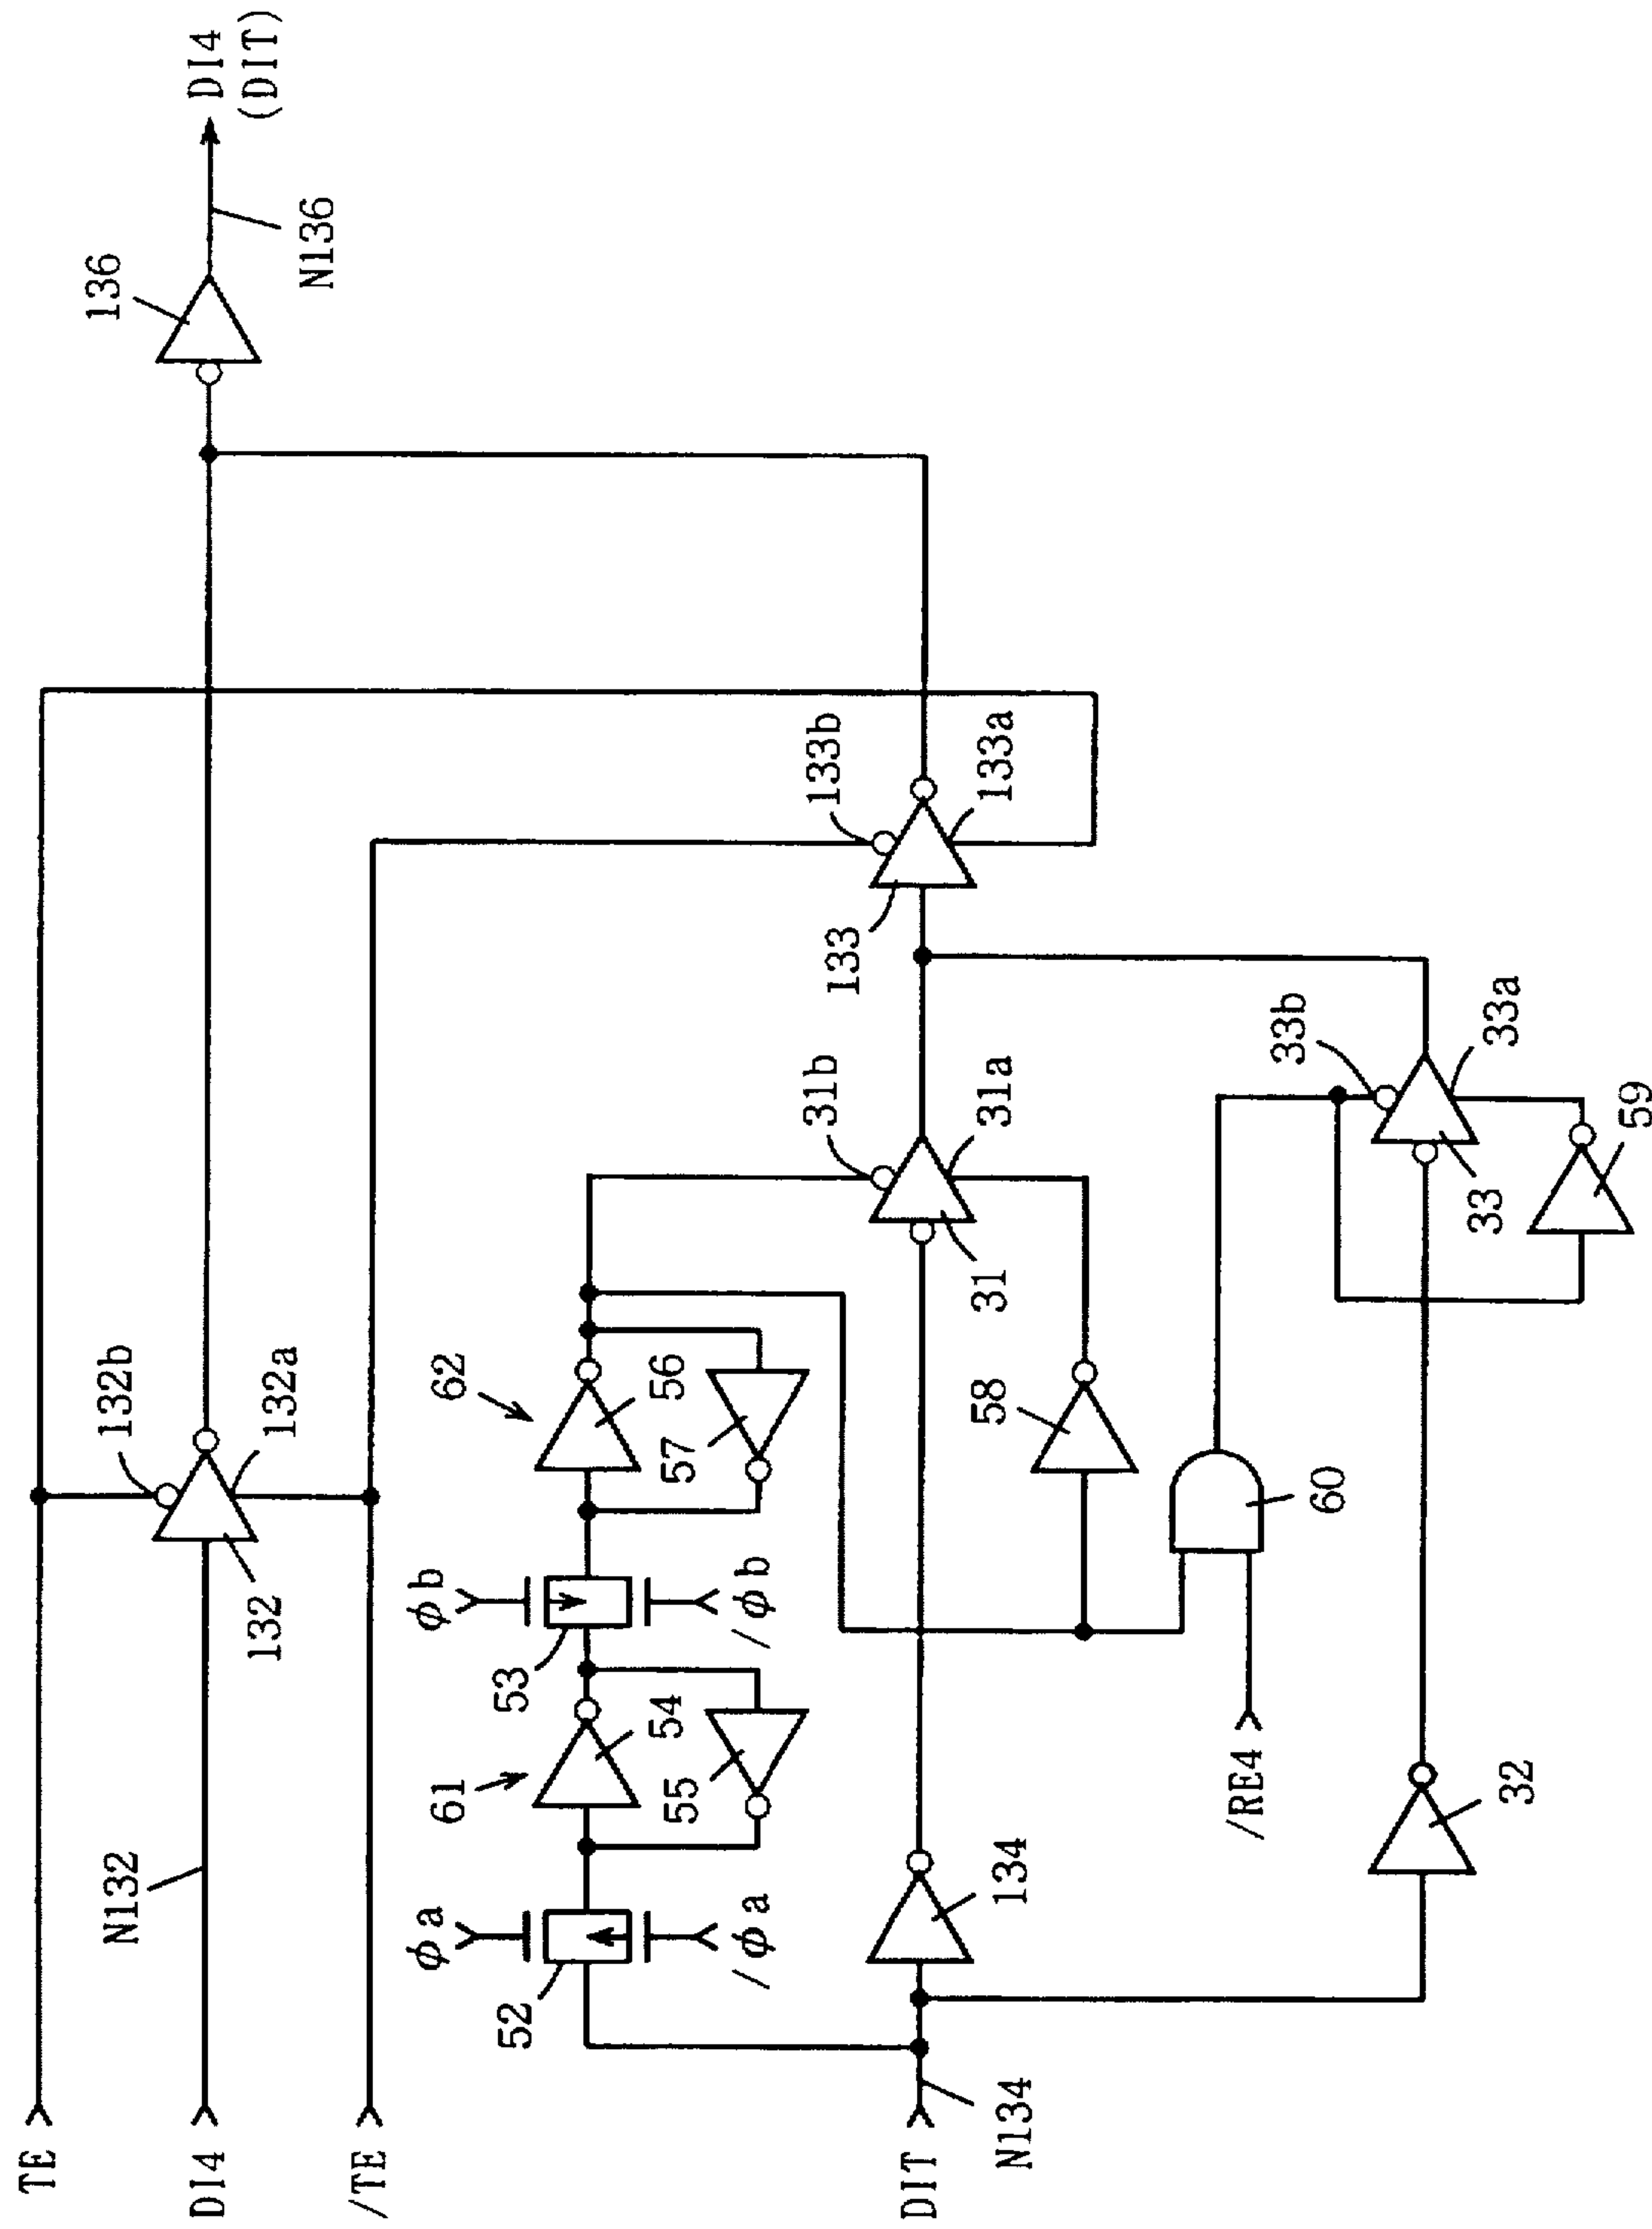 TE
DI4
/TE
N132
132
132b
132a
136
N136
DI4
(DIT)
φa
/φa
52
61
54
55
53
φb
/φb
62
56
57
58
31b
31a
31
133b
133a
133
DIT
N134
134
/RE4
60
32
33b
33a
33
59